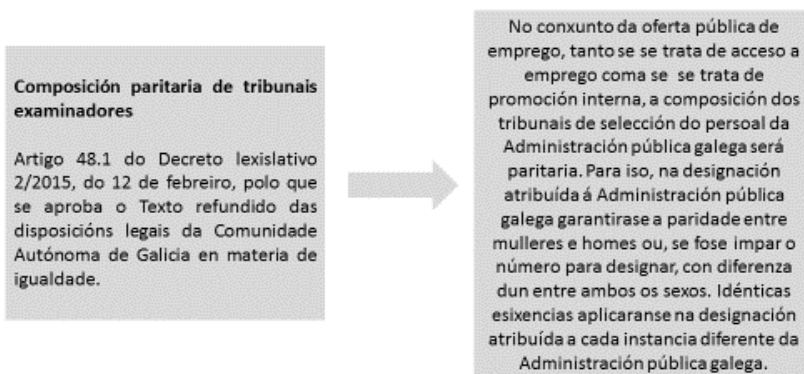 Composición paritaria de tribunais
examinadores
Artigo 48.1 do Decreto lexislativo
2/2015, do 12 de febreiro, polo que
se aproba o Texto refundido das
disposicións legais da Comunidade
Autónoma de Galicia en materia de
igualdade.
No conxunto da oferta pública de
emprego, tanto se se trata de acceso a
emprego coma se se trata de
promoción interna, a composición dos
tribunais de selección do persoal da
Administración pública galega será
paritaria. Para iso, na designación
atribuída á Administración pública
galega garantirase a paridade entre
mulleres e homes ou, se fose impar o
número para designar, con diferenza
dun entre ambos os sexos. Idénticas
esixencias aplicaranse na designación
atribuída a cada instancia diferente da
Administración pública galega.